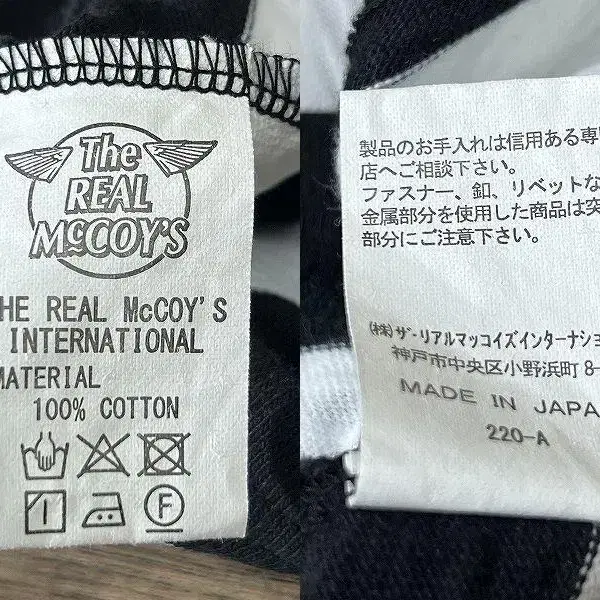 The
REAL
McCOY'S
HE REAL McCOY'S
INTERNATIONAL
MATERIAL
100% COTTON
F
製品のお手入れは信用ある専
店へご相談下さい。
ファスナー、釦、リベットな
金属部分を使用した商品は突
部分にご注意下さい。
(株)ザ・リアルマッコイズインターナショ
神戸市中央区小野浜町8-
MADE IN JAPA
220-A